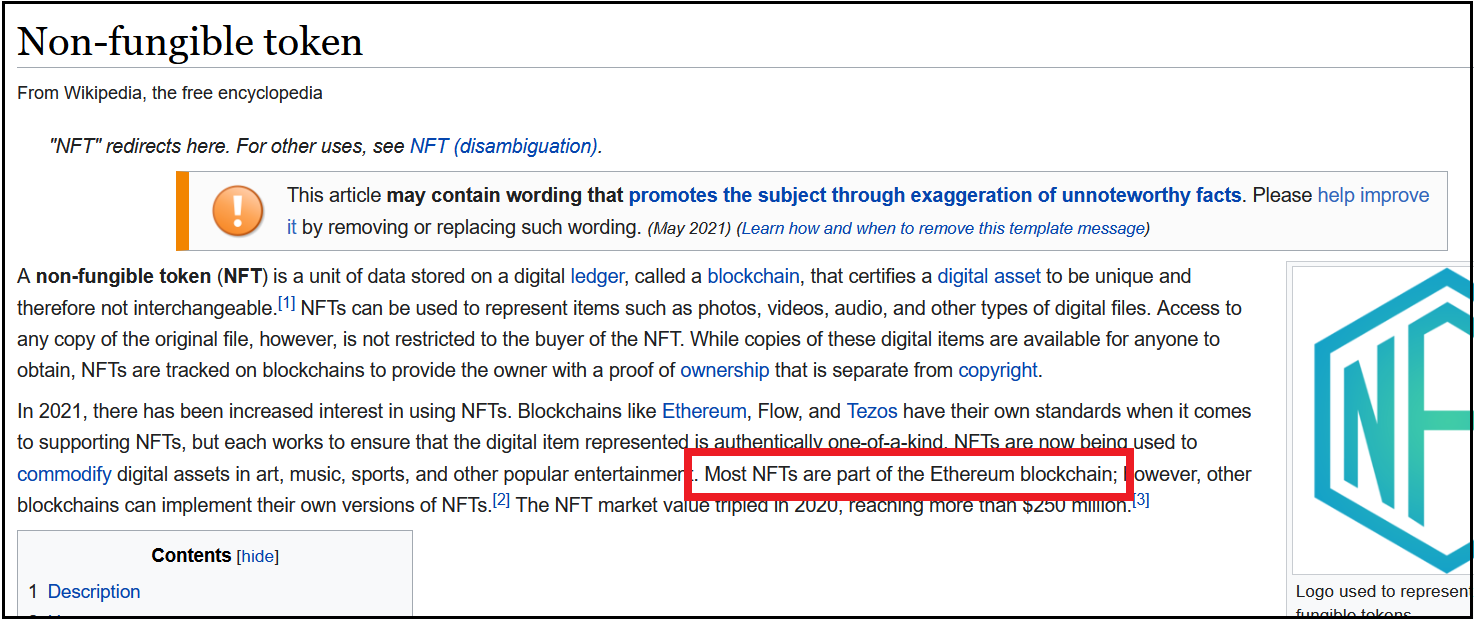 Non-fungible token
From Wikipedia, the free encyclopedia
"NFT" redirects here. For other uses, see NFT (disambiguation).
This article may contain wording that promotes the subject through exaggeration of unnoteworthy facts. Please help improve
it by removing or replacing such wording. (May 2021) (Learn how and when to remove this template message)
A non-fungible token (NFT) is a unit of data stored on a digital ledger, called a blockchain, that certifies a digital asset to be unique and
therefore not interchangeable.[1] NFTs can be used to represent items such as photos, videos, audio, and other types of digital files. Access to
any copy of the original file, however, is not restricted to the buyer of the NFT. While copies of these digital items are available for anyone to
obtain, NFTs are tracked on blockchains to provide the owner with a proof of ownership that is separate from copyright.
In 2021, there has been increased interest in using NFTs. Blockchains like Ethereum, Flow, and Tezos have their own standards when it comes
to supporting NFTs, but each works to ensure that the digital item represented is authentically one-of-a-kind. NFTs are now being used to
commodify digital assets in art, music, sports, and other popular entertainment. Most NFTs are part of the Ethereum blockchain; however, other
blockchains can implement their own versions of NFTs.[2] The NFT market value tripled in 2020, reaching more than $250 million.[3]
NF
Contents [hide]
1 Description
Logo used to represen
fungible tokens